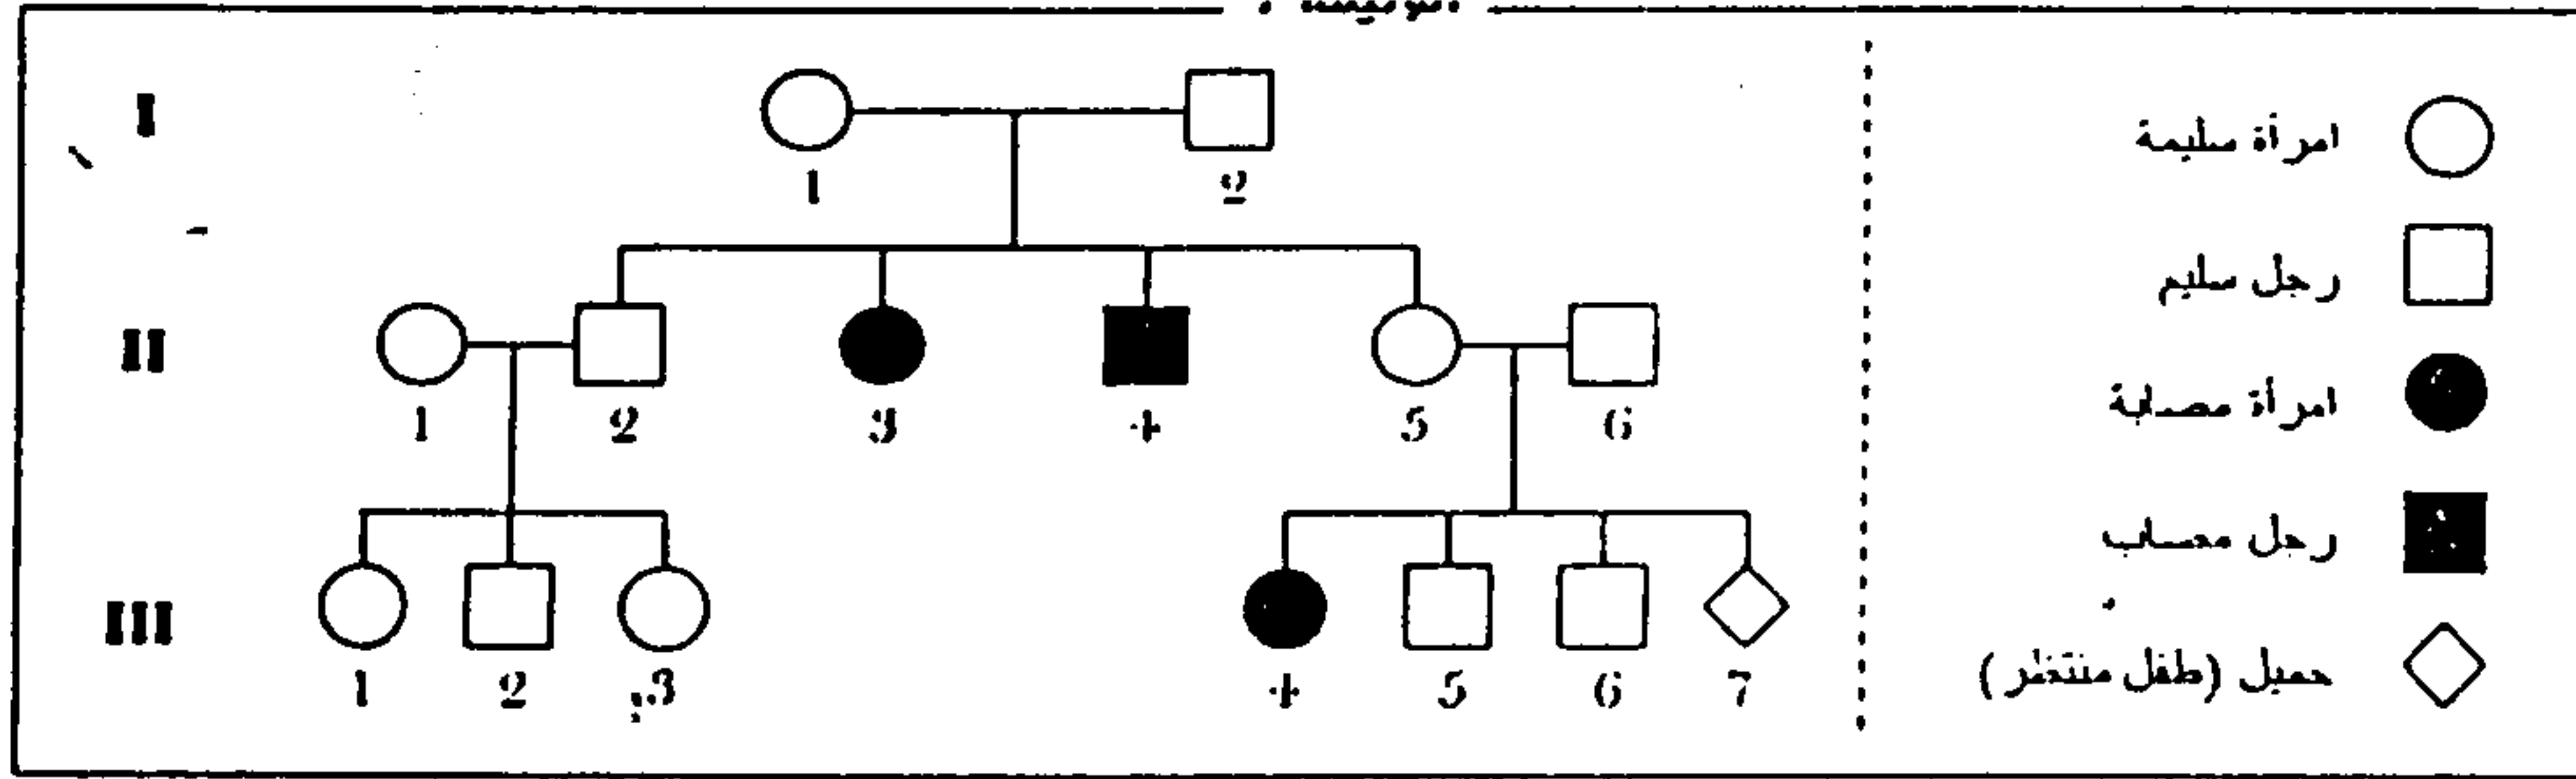 I
1 2
II
1 2 3 4 5 6
III
1 2 3 4 5 6 7
امرأة سليمة
رجل سليم
امرأة مصابة
رجل مصاب
حميل (طفل منتظر)